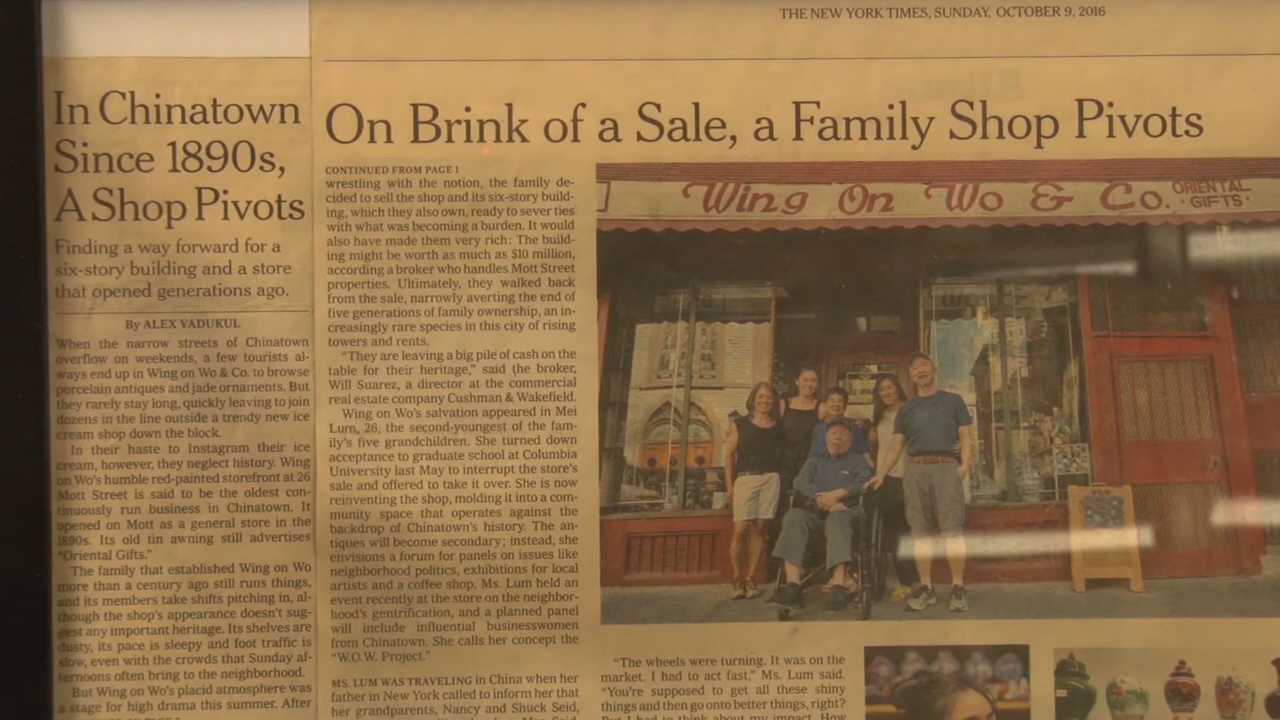 THE NEW YORK TIMES, SUNDAY, OCTOBER 9, 2016
In Chinatown
Since 1890s,
A Shop Pivots
Finding a way forward for a
six-story building and a store
that opened generations ago.
By ALEX VADUKUL
When the narrow streets of Chinatown
overflow on weekends, a few tourists al-
ways end up in Wing on Wo & Co. to browse
porcelain antiques and jade ornaments. But
they rarely stay long, quickly leaving to join
dozens in the line outside a trendy new ice
cream shop down the block.
In their haste to Instagram their ice
cream, however, they neglect history. Wing
on Wo's humble red-painted storefront at 26
Mott Street is said to be the oldest con-
tinuously run business in Chinatown. It
opened on Mott as a general store in the
1890s. Its old tin awning still advertises
"Oriental Gifts."
The family that established Wing on Wo
more than a century ago still runs things,
and its members take shifts pitching in, al-
though the shop's appearance doesn't sug-
gest any important heritage. Its shelves are
dusty, its pace is sleepy and foot traffic is
slow, even with the crowds that Sunday af-
ternoons often bring to the neighborhood.
But Wing on Wo's placid atmosphere was
a stage for high drama this summer. After
On Brink of a Sale, a Family Shop Pivots
CONTINUED FROM PAGE 1
wrestling with the notion, the family de-
cided to sell the shop and its six-story build-
ing, which they also own, ready to sever ties
with what was becoming a burden. It would
also have made them very rich: The build-
ing might be worth as much as $10 million,
according a broker who handles Mott Street
properties. Ultimately, they walked back
from the sale, narrowly averting the end of
five generations of family ownership, an in-
creasingly rare species in this city of rising
towers and rents.
"They are leaving a big pile of cash on the
table for their heritage," said the broker,
Will Suarez, a director at the commercial
real estate company Cushman & Wakefield.
Wing on Wo's salvation appeared in Mei
Lum, 26, the second-youngest of the fam-
ily's five grandchildren. She turned down
acceptance to graduate school at Columbia
University last May to interrupt the store's
sale and offered to take it over. She is now
reinventing the shop, molding it into a com-
munity space that operates against the
backdrop of Chinatown's history. The an-
tiques will become secondary; instead, she
envisions a forum for panels on issues like
neighborhood politics, exhibitions for local
artists and a coffee shop. Ms. Lum held an
event recently at the store on the neighbor-
hood's gentrification, and a planned panel
will include influential businesswomen
from Chinatown. She calls her concept the
"W.O.W. Project."
MS. LUM WAS TRAVELING in China when her
father in New York called to inform her that
her grandparents, Nancy and Shuck Seid,
Wing On Wo & Co. ORIENTAL
·GIFTS·
"The wheels were turning. It was on the
market. I had to act fast," Ms. Lum said.
"You're supposed to get all these shiny
things and then go onto better things, right?
But I had to think about my impact. How